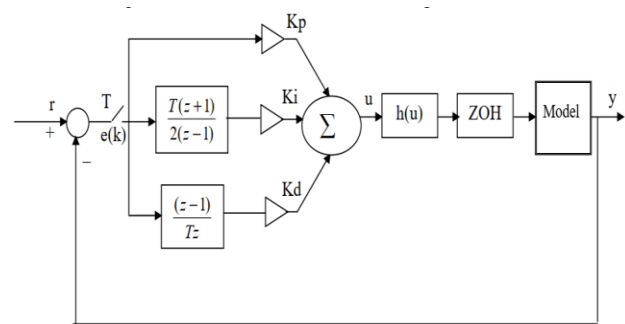 Kp
r
T
+
e(k)
−
T(z+1)
2(z−1)
Ki
Σ
u
h(u)
ZOH
Model
y
Kd
(z−1)
Tz